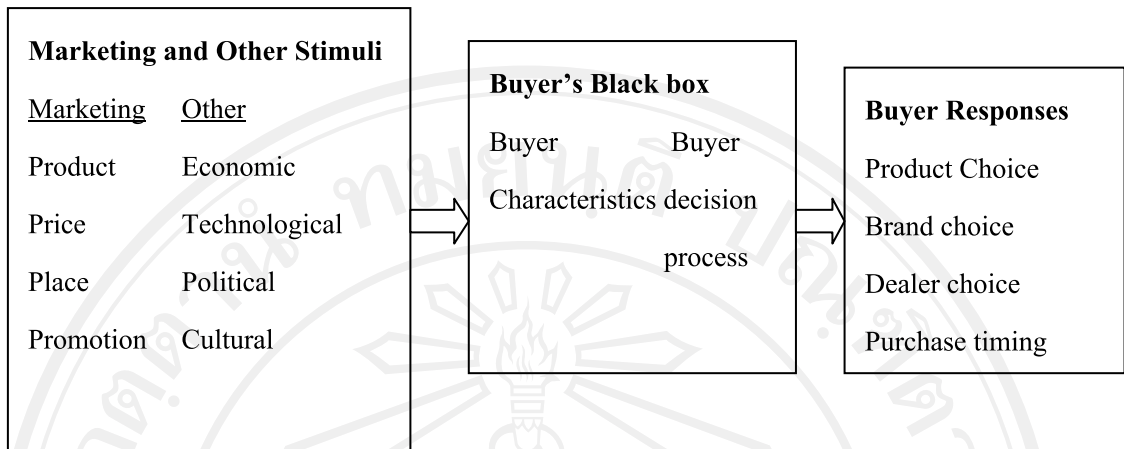 Marketing and Other Stimuli
Marketing Other
Product Economic
Price Technological
Place Political
Promotion Cultural
Buyer’s Black box
Buyer Buyer
Characteristics decision
process
Buyer Responses
Product Choice
Brand choice
Dealer choice
Purchase timing